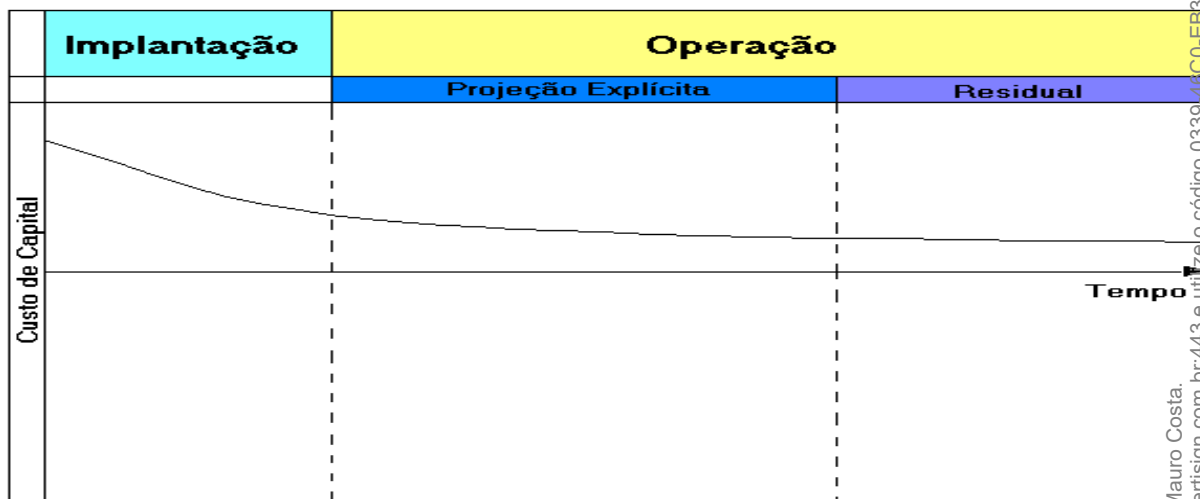 Implantação
Operação
Projeção Explícita
Residual
Custo de Capital
Tempo
Mauro Costa.